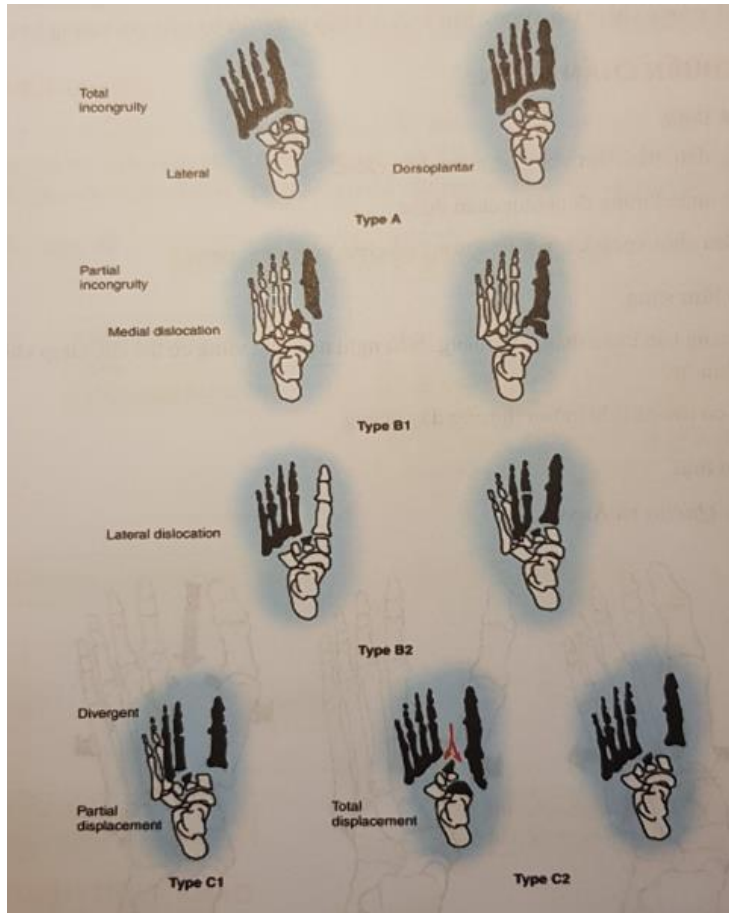 Total
incongruity
Lateral
Dorsoplantar
Type A
Partial
incongruity
Medial dislocation
Type B1
Lateral dislocation
Type B2
Divergent
Partial
displacement
Total
displacement
Type C1
Type C2